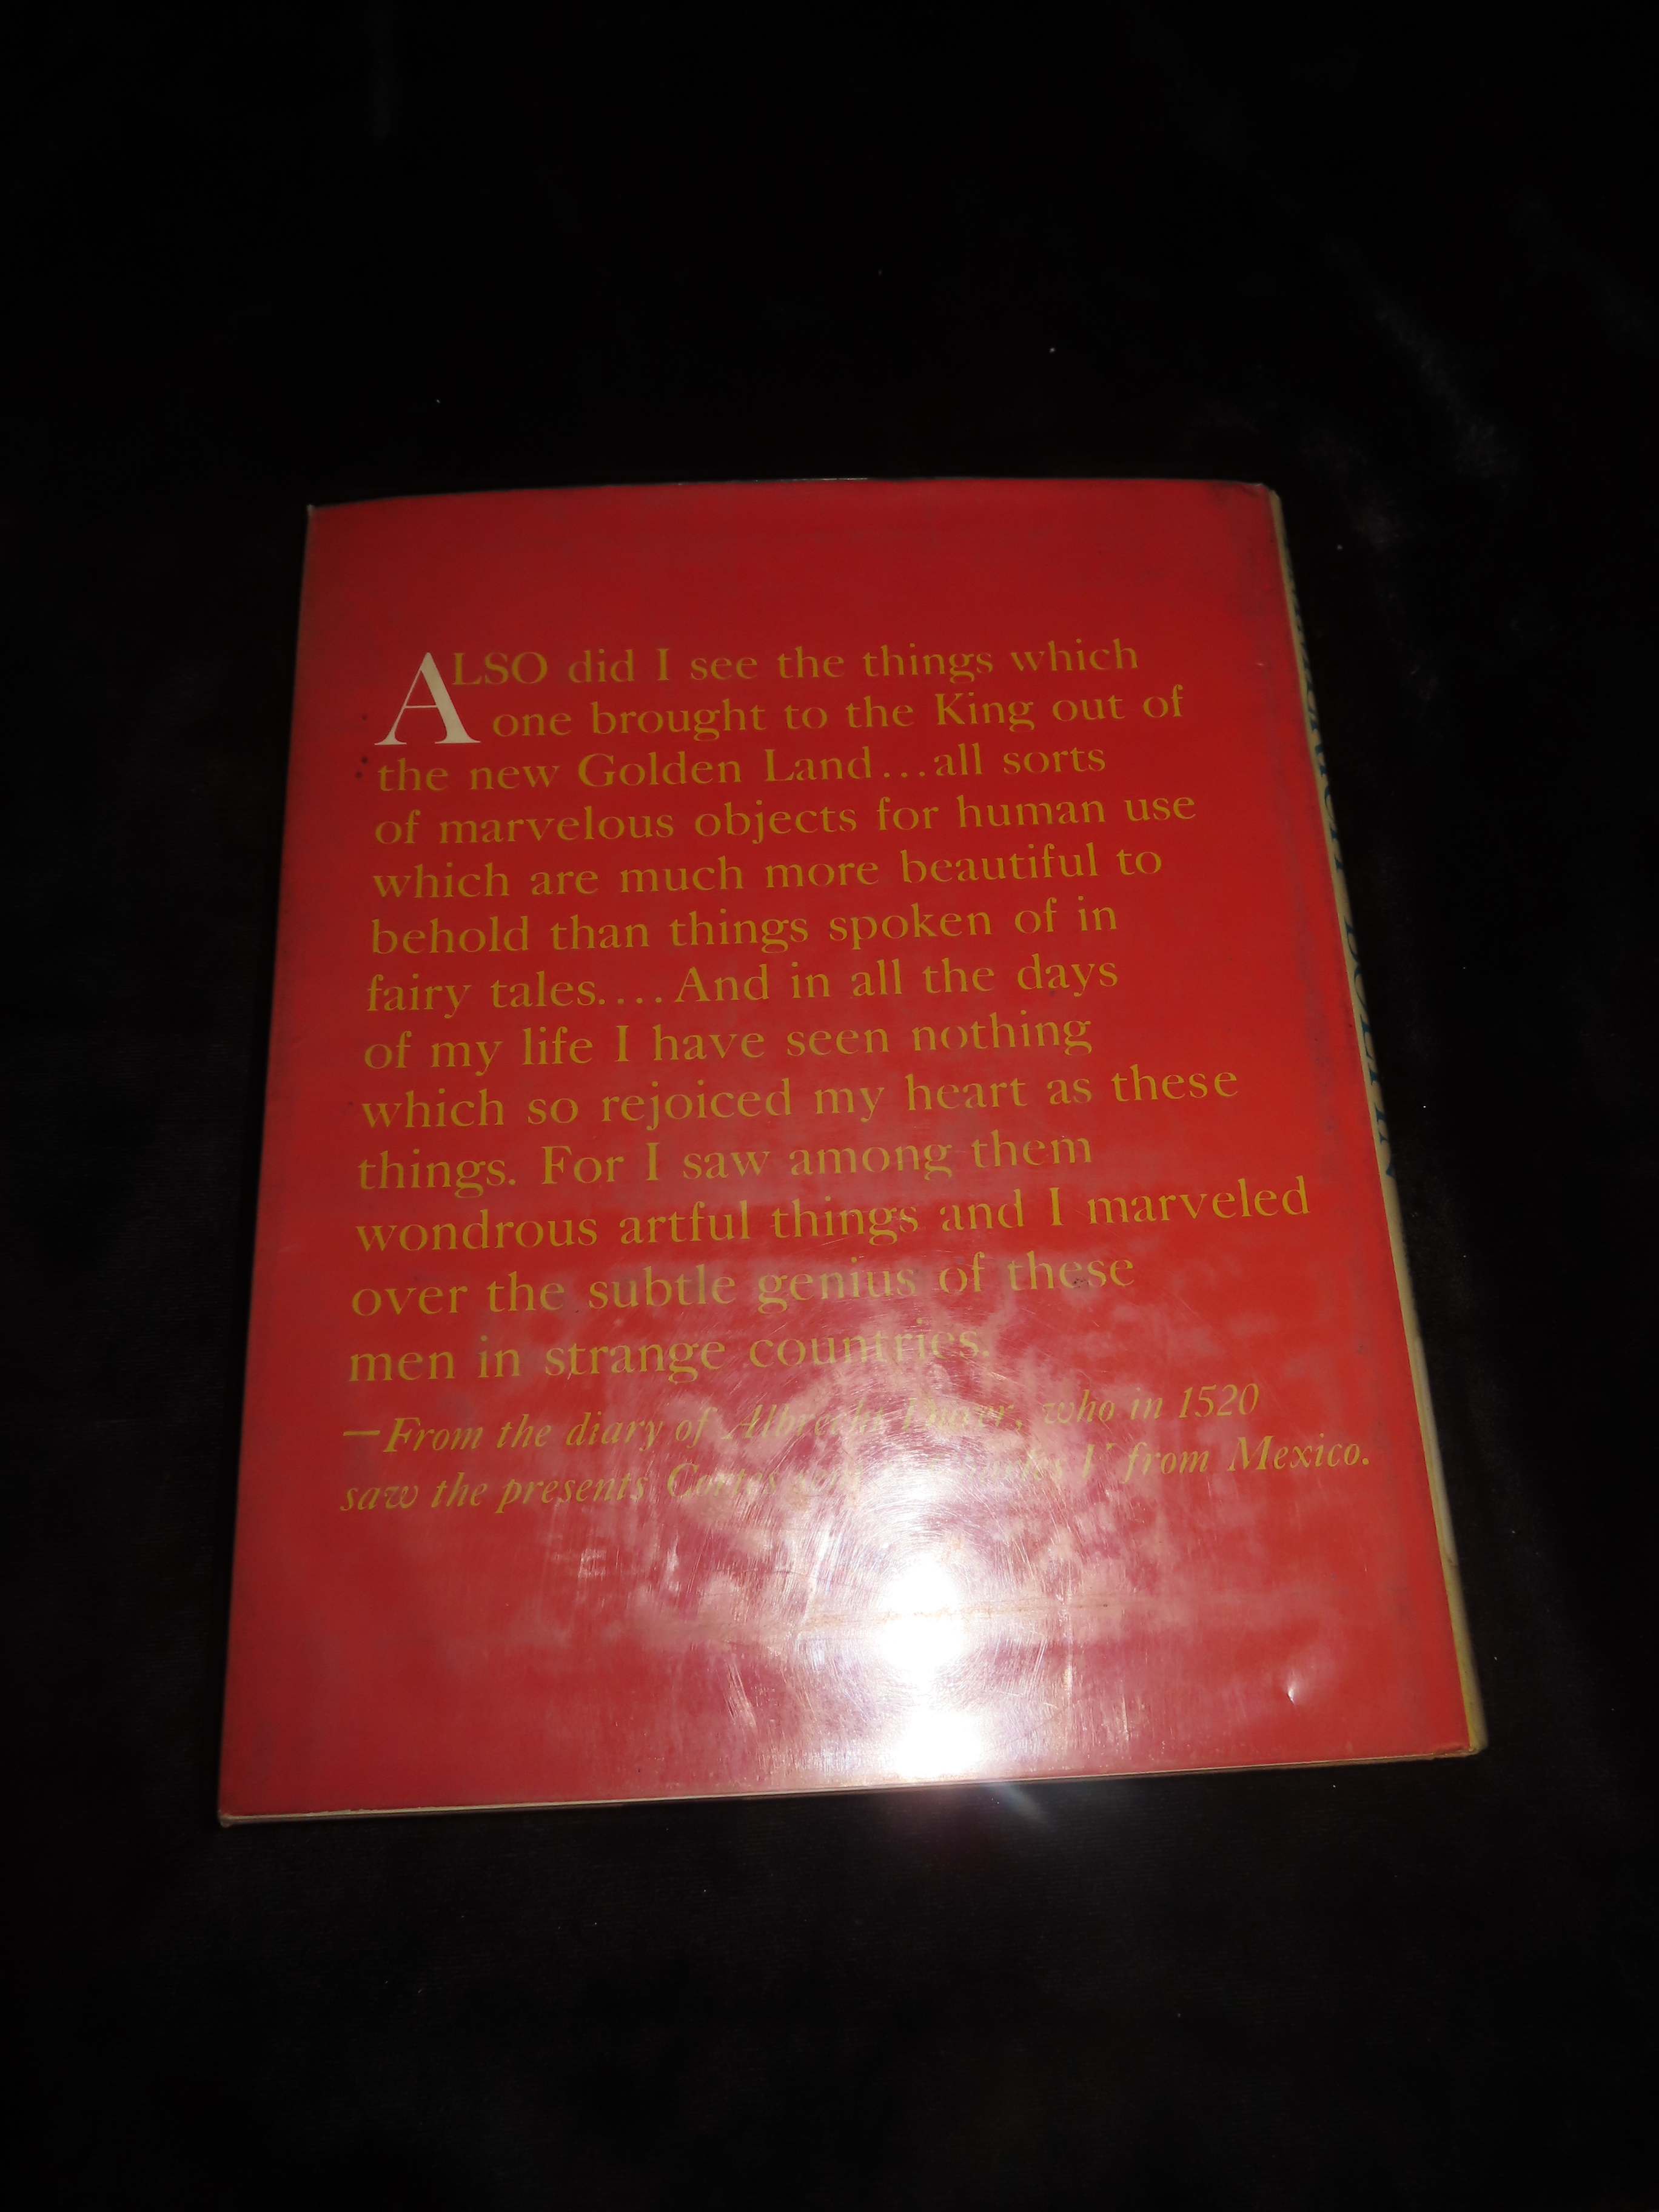 ALSO did I see the things which
one brought to the King out of
the new Golden Land...all sorts
of marvelous objects for human use
which are much more beautiful to
behold than things spoken of in
fairy tales....And in all the days
of my life I have seen nothing
which so rejoiced my heart as these
things. For I saw among them
wondrous artful things and I marveled
over the subtle genius of these
men in strange countries.
—From the diary of Albrecht Dürer, who in 1520
saw the presents Cortes Charles V from Mexico.